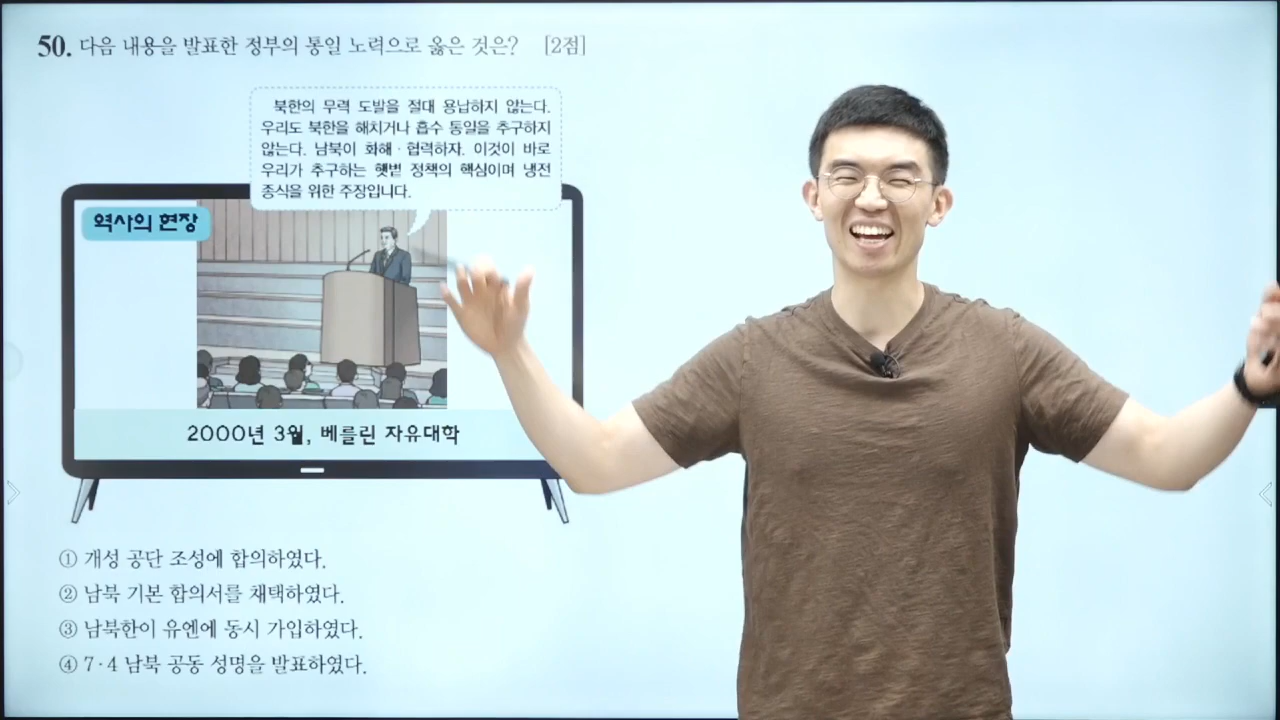 50. 다음 내용을 발표한 정부의 통일 노력으로 옳은 것은? [2점]
북한의 무력 도발을 절대 용납하지 않는다.
우리도 북한을 해치거나 흡수 통일을 추구하지
않는다. 남북이 화해·협력하자. 이것이 바로
우리가 추구하는 햇볕 정책의 핵심이며 냉전
종식을 위한 주장입니다.
역사의 현장
2000년 3월, 베를린 자유대학
① 개성 공단 조성에 합의하였다.
② 남북 기본 합의서를 채택하였다.
③ 남북한이 유엔에 동시 가입하였다.
④ 7·4 남북 공동 성명을 발표하였다.